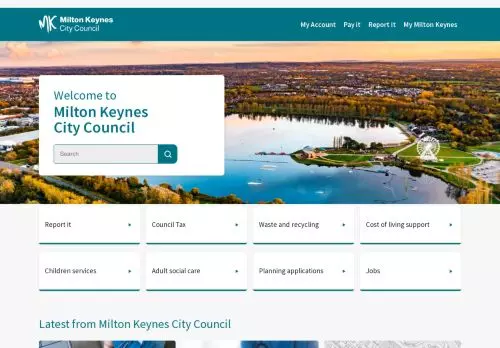 Milton Keynes
City Council
My Account
Pay it
Report it
My Milton Keynes
Welcome to
Milton Keynes
City Council
Search
Report it
Council Tax
Waste and recycling
Cost of living support
Children services
Adult social care
Planning applications
Jobs
Latest from Milton Keynes City Council